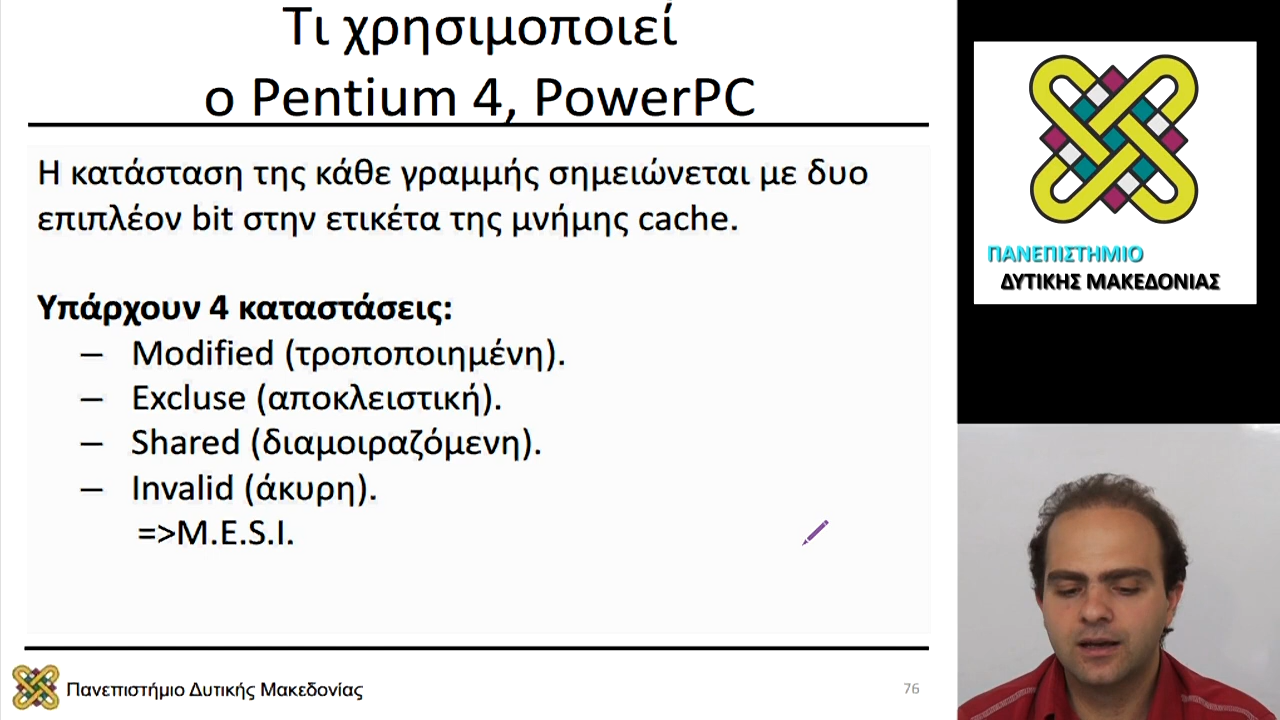 Τι χρησιμοποιεί
ο Pentium 4, PowerPC
Η κατάσταση της κάθε γραμμής σημειώνεται με δυο
επιπλέον bit στην ετικέτα της μνήμης cache.
Υπάρχουν 4 καταστάσεις:
– Modified (τροποποιημένη).
– Excluse (αποκλειστική).
– Shared (διαμοιραζόμενη).
– Invalid (άκυρη).
=>M.E.S.I.
Πανεπιστήμιο Δυτικής Μακεδονίας
76
ΠΑΝΕΠΙΣΤΗΜΙΟ
ΔΥΤΙΚΗΣ ΜΑΚΕΔΟΝΙΑΣ